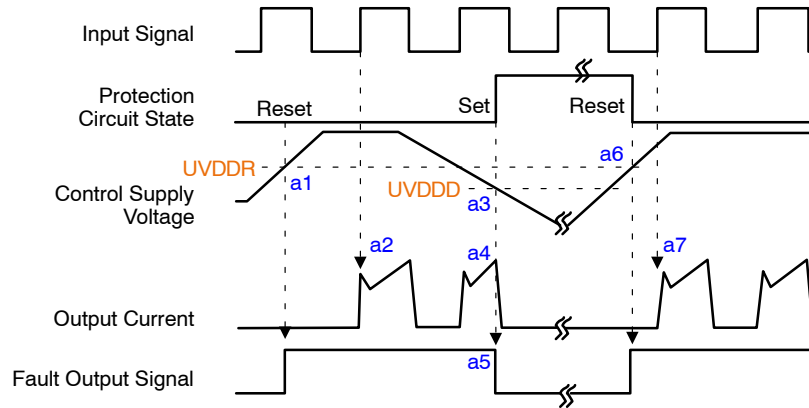 Input Signal
Protection
Circuit State
Reset
Set
Reset
UVDDR
a1
a6
UVDDD
a3
Control Supply
Voltage
a2
a4
a7
Output Current
a5
Fault Output Signal